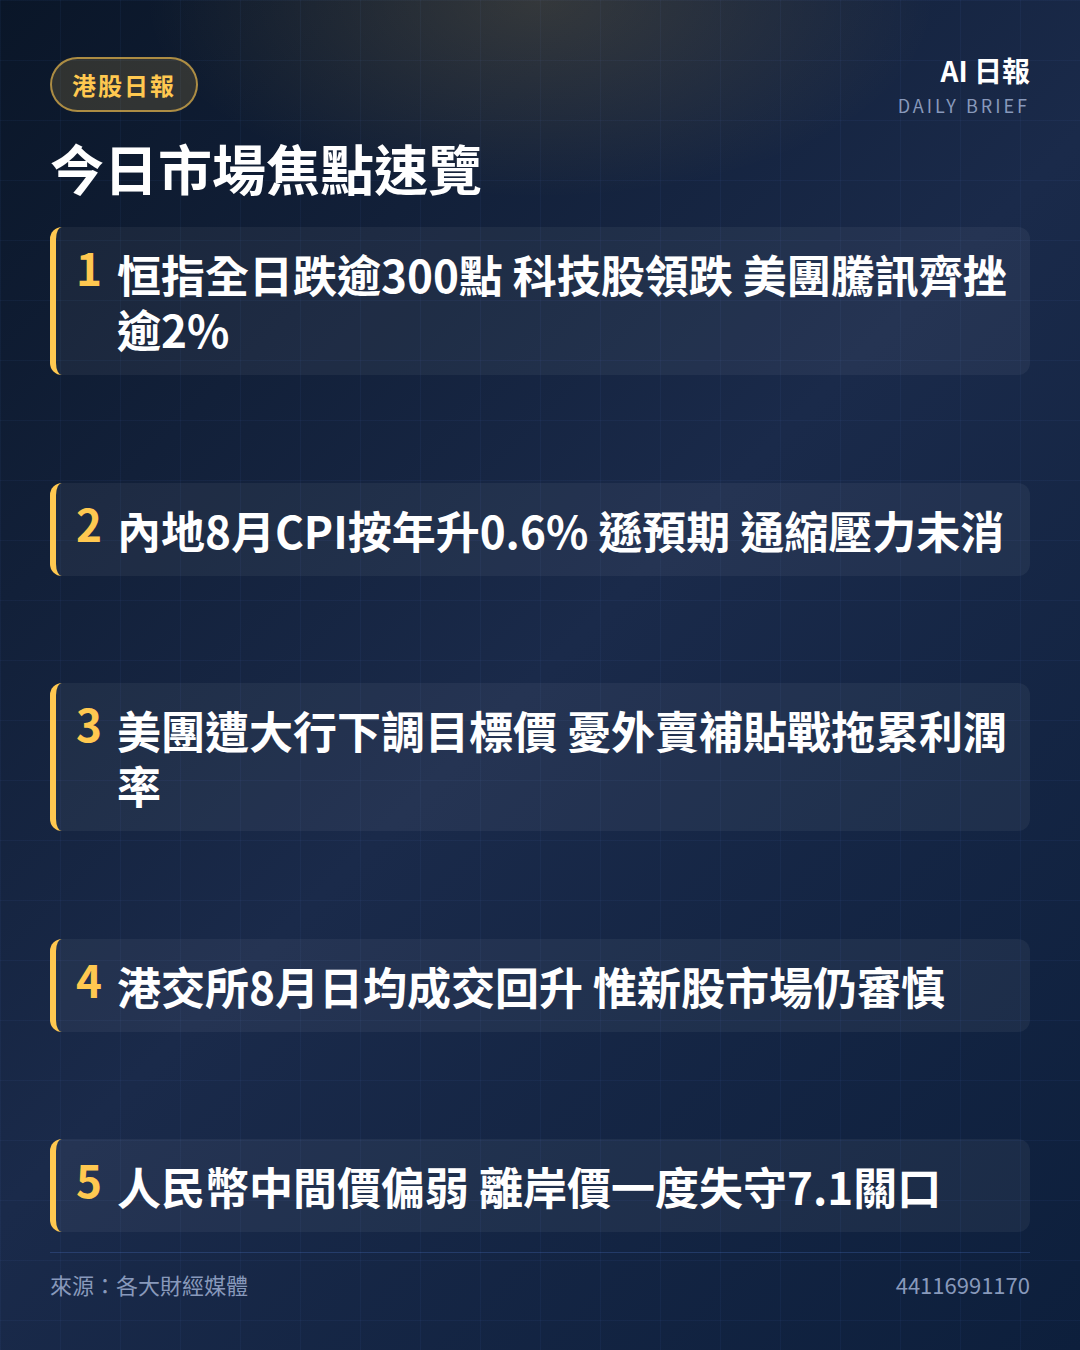 港股日報
AI 日報
DAILY BRIEF
今日市場焦點速覽
1 恒指全日跌逾300點 科技股領跌 美團騰訊齊挫
逾2%
2 內地8月CPI按年升0.6% 遜預期 通縮壓力未消
3 美團遭大行下調目標價 憂外賣補貼戰拖累利潤
率
4 港交所8月日均成交回升 惟新股市場仍審慎
5 人民幣中間價偏弱 離岸價一度失守7.1關口
來源：各大財經媒體
44116991170